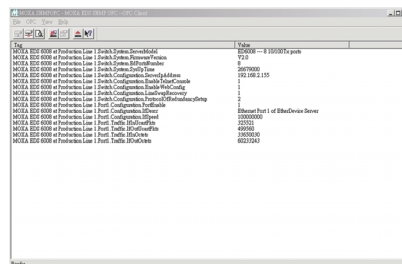 MOXA SNMP OPC - MOXA EDS SNMP OPC - OPC Client
File OPC View Help
Tag Value
MOXA EDS 6008 at Production Line 1.Switch.System.ServerModel ED6008 --- 8 10/100Tx ports
MOXA EDS 6008 at Production Line 1.Switch.System.FirmwareVersion V2.0
MOXA EDS 6008 at Production Line 1.Switch.System.EdPortNumber 8
MOXA EDS 6008 at Production Line 1.Switch.System.SysUpTime 26679000
MOXA EDS 6008 at Production Line 1.Switch.Configuration.ServerIpAddress 192.168.2.155
MOXA EDS 6008 at Production Line 1.Switch.Configuration.EnableTelnetConsole 1
MOXA EDS 6008 at Production Line 1.Switch.Configuration.EnableWebConfig 1
MOXA EDS 6008 at Production Line 1.Switch.Configuration.LineSwapRecovery 1
MOXA EDS 6008 at Production Line 1.Switch.Configuration.ProtocolOfRedundancySetup 2
MOXA EDS 6008 at Production Line 1.Port1.Configuration.PortEnable 1
MOXA EDS 6008 at Production Line 1.Port1.Configuration.IfDescr Ethernet Port 1 of EtherDevice Server
MOXA EDS 6008 at Production Line 1.Port1.Configuration.IfSpeed 100000000
MOXA EDS 6008 at Production Line 1.Port1.Traffic.IfInUcastPkts 325521
MOXA EDS 6008 at Production Line 1.Port1.Traffic.IfOutUcastPkts 499360
MOXA EDS 6008 at Production Line 1.Port1.Traffic.IfInOctets 33650030
MOXA EDS 6008 at Production Line 1.Port1.Traffic.IfOutOctets 60233243